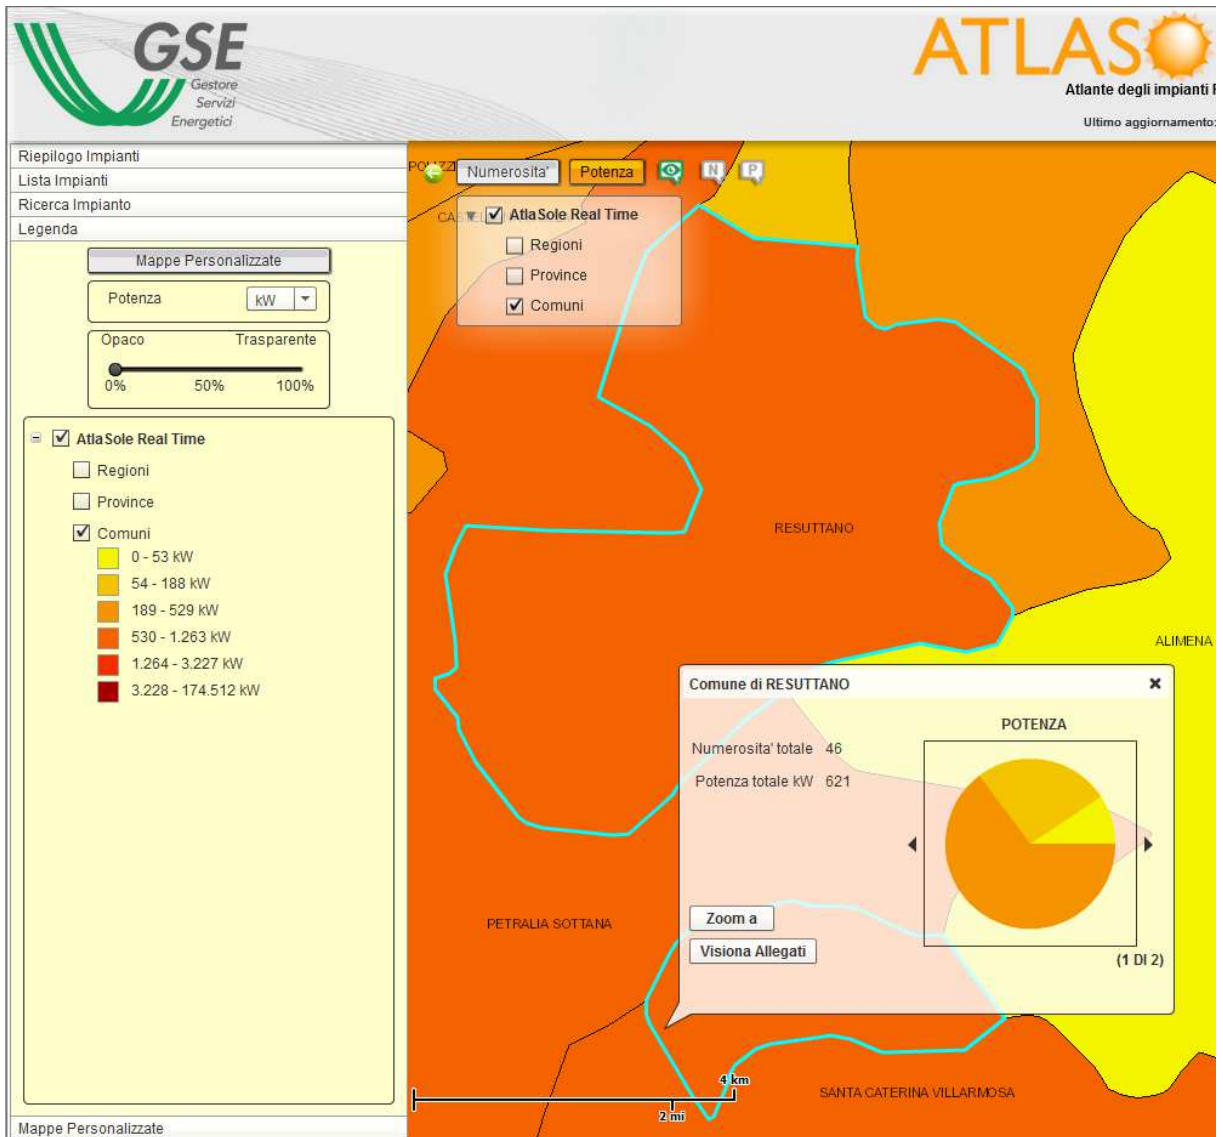 GSE
Gestore
Servizi
Energetici
ATLAS
Atlante degli impianti
Ultimo aggiornamento:
Riepilogo Impianti
Lista Impianti
Ricerca Impianto
Legenda
Mappe Personalizzate
Potenza kW
Opaco Trasparente
0% 50% 100%
AtlaSole Real Time
Regioni
Province
Comuni
0 - 53 kW
54 - 188 kW
189 - 529 kW
530 - 1.263 kW
1.264 - 3.227 kW
3.228 - 174.512 kW
Mappe Personalizzate
Numerosita' Potenza N P
AtlaSole Real Time
Regioni
Province
Comuni
RESUTTANO
ALIMENA
PETRALIA SOTTANA
SANTA CATERINA VILLARMOSA
Comune di RESUTTANO
Numerosita' totale 46
Potenza totale kW 621
POTENZA
Zoom a
Visiona Allegati
(1 DI 2)
4 km
2 mi